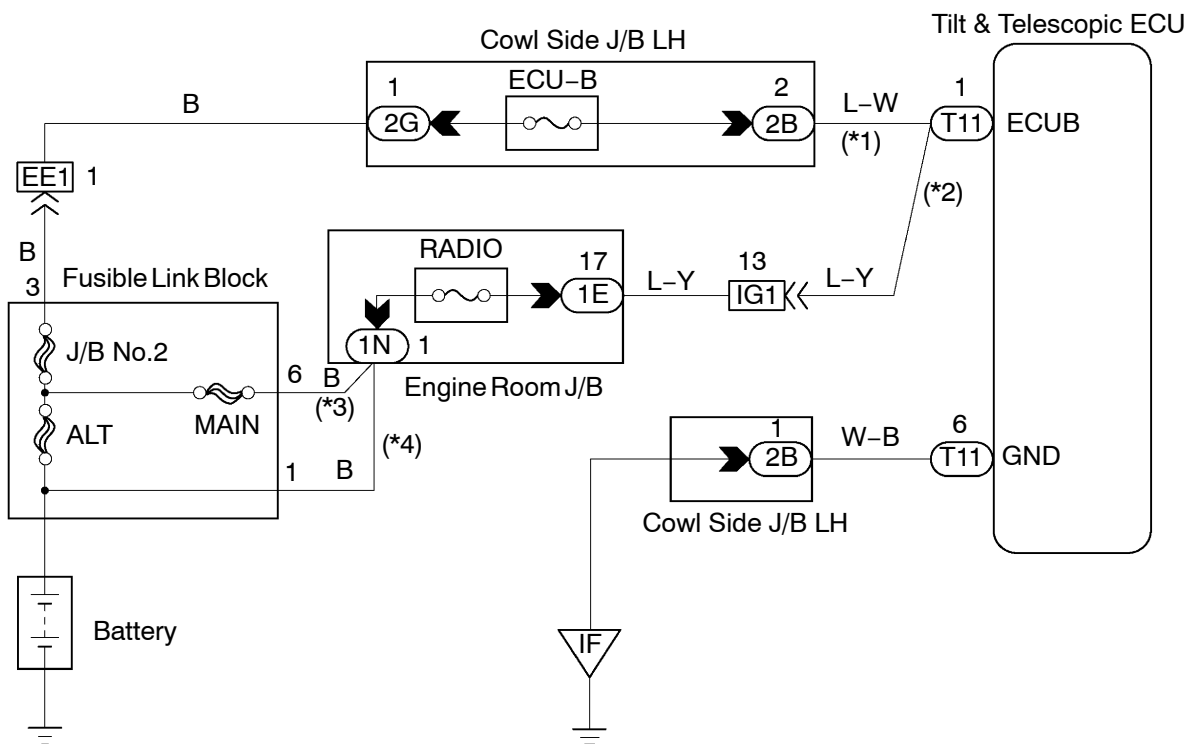 Tilt & Telescopic ECU
Cowl Side J/B LH
ECU–B
1
2
1
B
2G
2B
L–W
T11
ECUB
(*1)
EE1
1
(*2)
B
RADIO
17
13
3
Fusible Link Block
1E
L–Y
IG1
L–Y
J/B No.2
1N
1
6
B
Engine Room J/B
(*3)
MAIN
ALT
(*4)
1
W–B
6
2B
T11
GND
1
B
Cowl Side J/B LH
Battery
IF